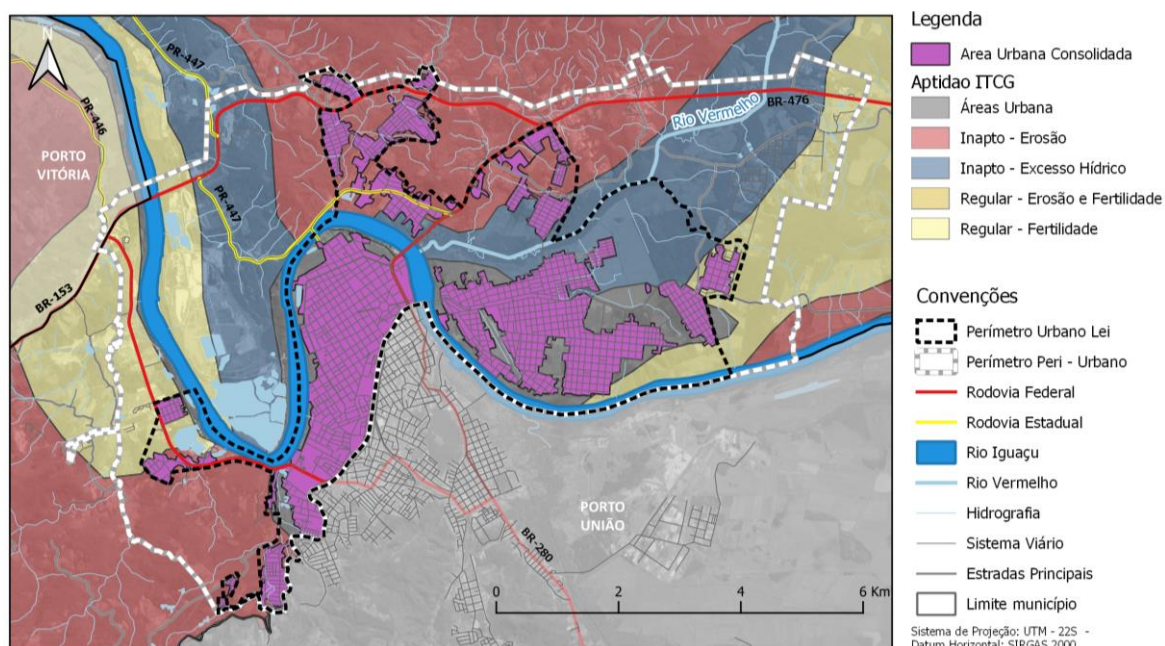 N
PR-447
PR-446
PORTO
VITÓRIA
PR-447
BR-153
Rio Vermelho
BR-476
PORTO
UNIÃO
BR-280
0 2 4 6 Km
Legenda
Area Urbana Consolidada
Aptidao ITCG
Áreas Urbana
Inapto - Erosão
Inapto - Excesso Hídrico
Regular - Erosão e Fertilidade
Regular - Fertilidade
Convenções
Perímetro Urbano Lei
Perímetro Peri - Urbano
Rodovia Federal
Rodovia Estadual
Rio Iguaçu
Rio Vermelho
Hidrografia
Sistema Viário
Estradas Principais
Limite município
Sistema de Projeção: UTM - 22S -
Datum Horizontal: SIRGAS 2000